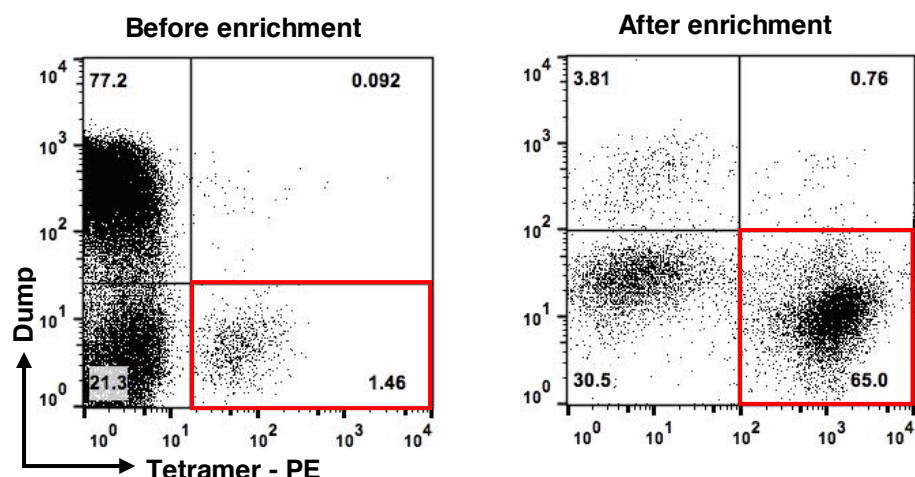 Before enrichment
After enrichment
77.2 0.092
21.3 1.46
10⁴
10³
10²
10¹
10⁰
10⁰ 10¹ 10² 10³ 10⁴
Dump
Tetramer - PE
3.81 0.76
30.5 65.0
10⁴
10³
10²
10¹
10⁰
10⁰ 10¹ 10² 10³ 10⁴